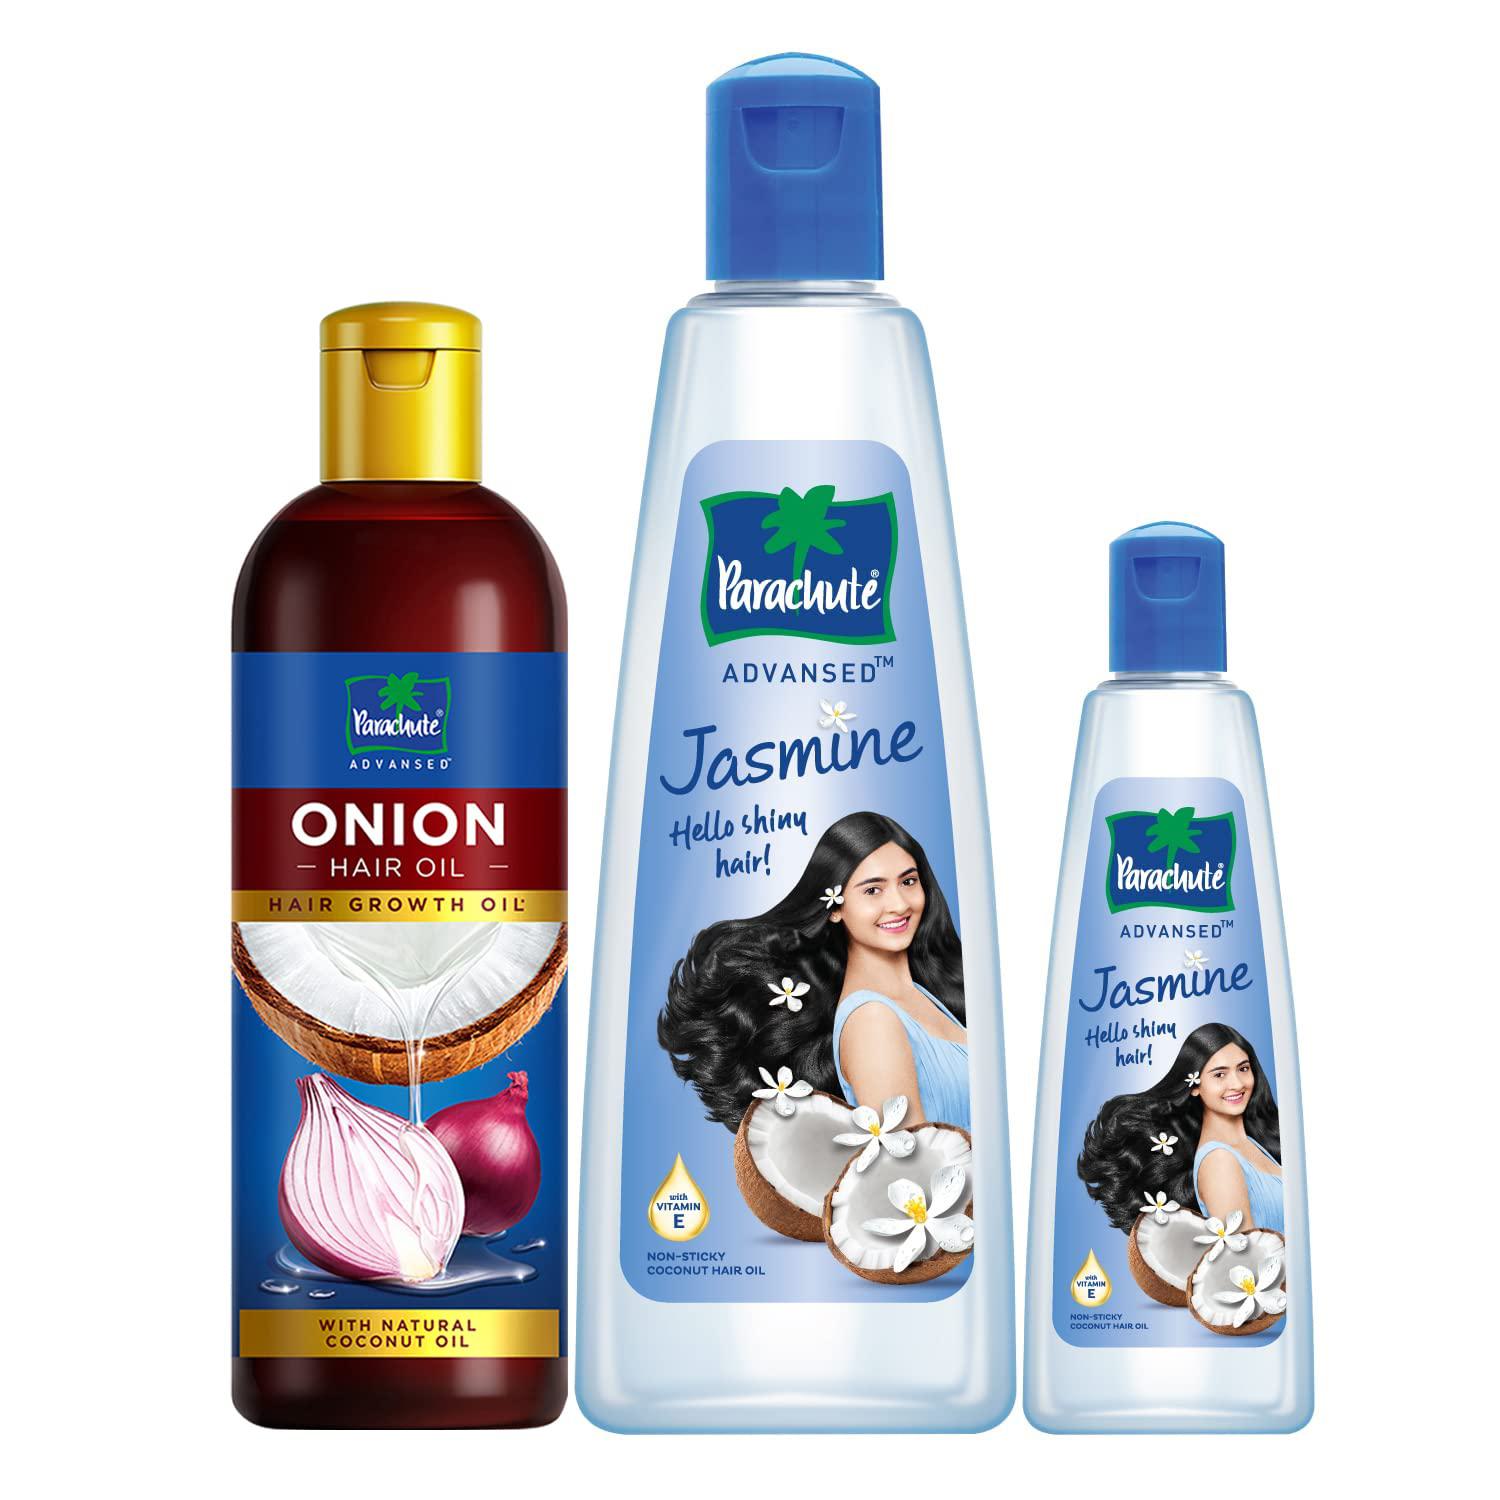 Parachute®
ADVANSED™
ONION
— HAIR OIL —
HAIR GROWTH OIL*
WITH NATURAL
COCONUT OIL
Parachute®
ADVANSED™
Jasmine
Hello shiny
hair!
with
VITAMIN
E
NON-STICKY
COCONUT HAIR OIL
Parachute®
ADVANSED™
Jasmine
Hello shiny
hair!
with
VITAMIN
E
NON-STICKY
COCONUT HAIR OIL